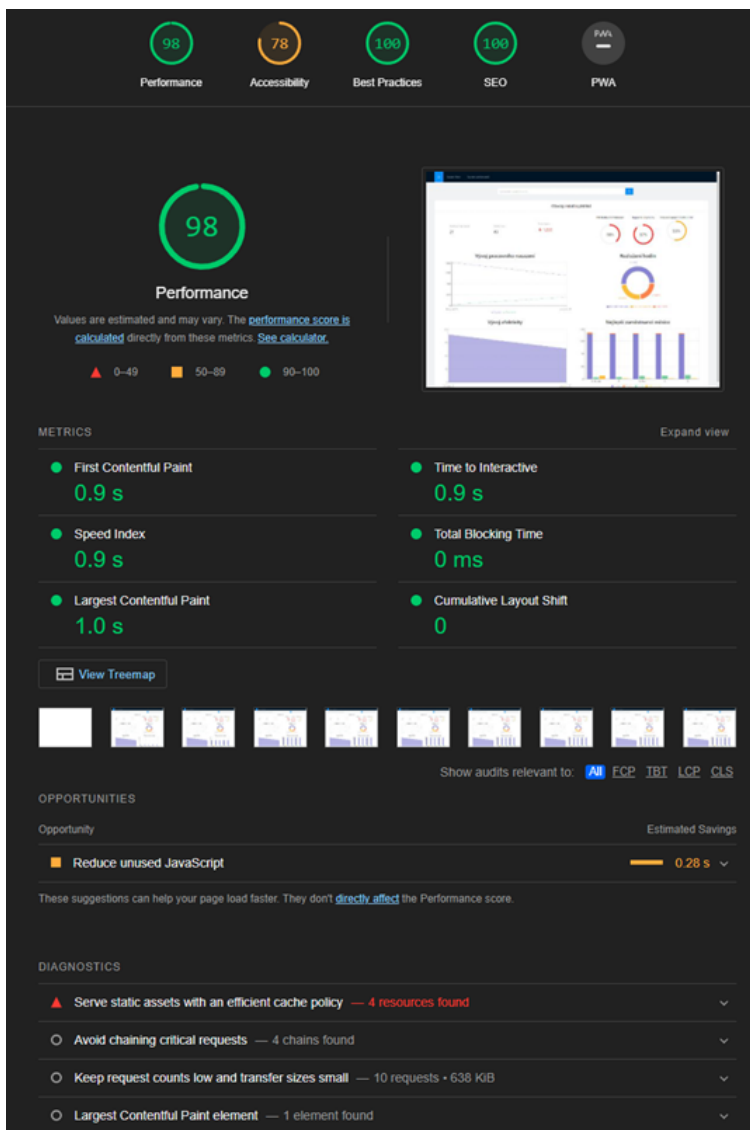 98
78
100
100
PWA
Performance
Accessibility
Best Practices
SEO
PWA
98
Performance
Values are estimated and may vary. The performance score is
calculated directly from these metrics. See calculator.
0–49
50–89
90–100
METRICS
Expand view
First Contentful Paint
0.9 s
Time to Interactive
0.9 s
Speed Index
0.9 s
Total Blocking Time
0 ms
Largest Contentful Paint
1.0 s
Cumulative Layout Shift
0
View Treemap
Show audits relevant to: All FCP TBT LCP CLS
OPPORTUNITIES
Opportunity
Estimated Savings
Reduce unused JavaScript
0.28 s
These suggestions can help your page load faster. They don't directly affect the Performance score.
DIAGNOSTICS
Serve static assets with an efficient cache policy — 4 resources found
Avoid chaining critical requests — 4 chains found
Keep request counts low and transfer sizes small — 10 requests • 638 KiB
Largest Contentful Paint element — 1 element found